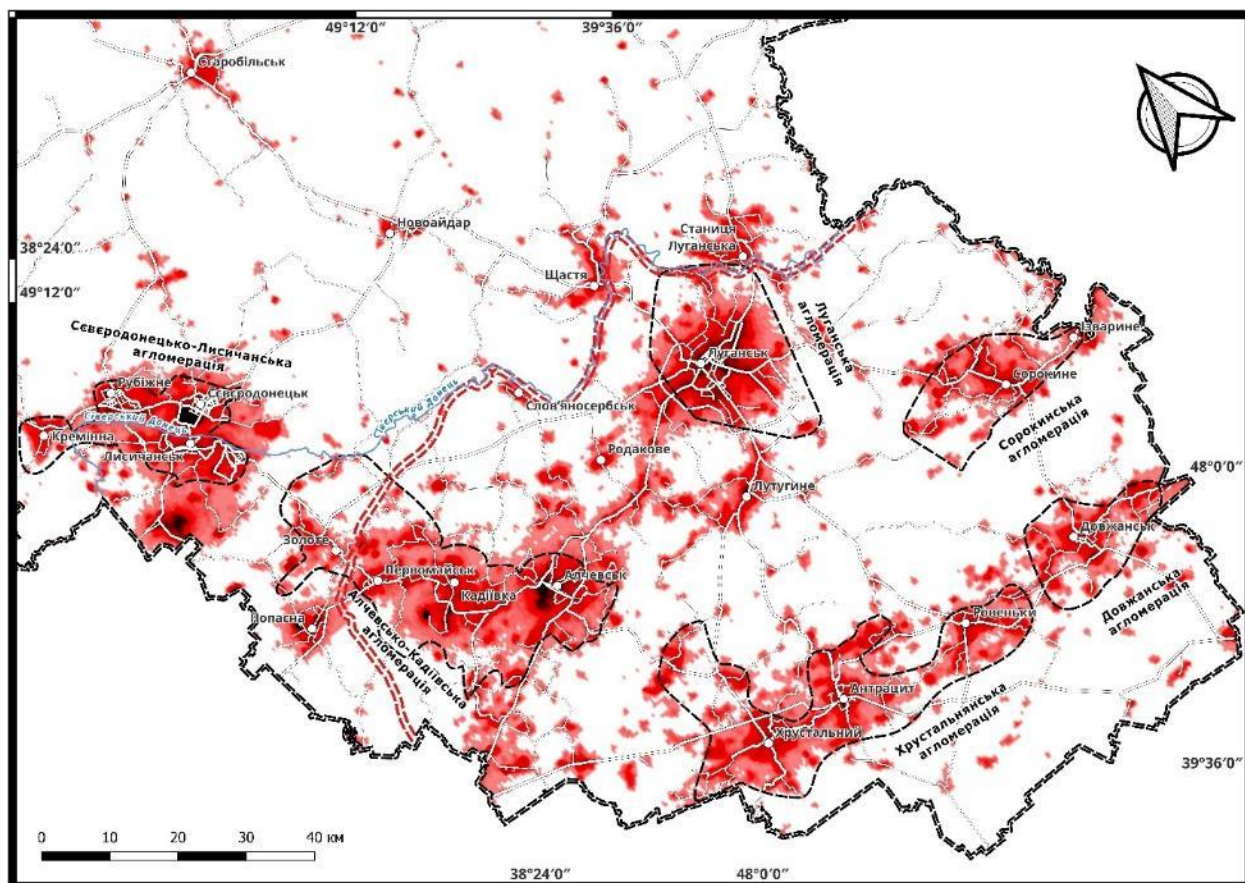 49°12′0″
39°36′0″
Старобільськ
Новоайдар
38°24′0″
49°12′0″
Станиця
Луганська
Щастя
Сєвєродонецько-Лисичанська
агломерація
Луганська
агломерація
Ізварине
Рубіжне
Сєвєродонецьк
Луганськ
Сорокине
Сіверський Донець
Сіверський Донець
Слов'яносербськ
Кремінна
Лисичанськ
Родакове
Сорокинська
агломерація
48°0′0″
Лутугине
Довжанськ
Золоте
Первомайськ
Кадіївка
Алчевськ
Попасна
Алчевсько-Кадіївська
агломерація
Ровеньки
Довжанська
агломерація
Антрацит
Хрустальний
Хрустальнянська
агломерація
39°36′0″
0 10 20 30 40 км
38°24′0″
48°0′0″